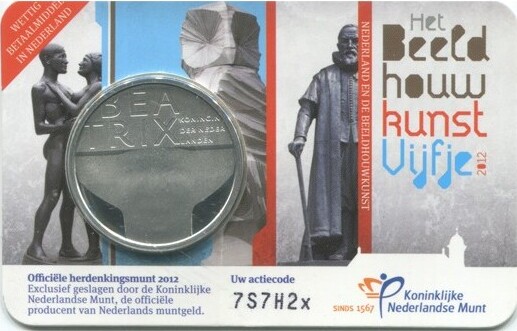 WETTIG
BETAALMIDDEL
IN NEDERLAND
BEA
TRIX
KONINGIN
DER NEDER
LANDEN
NEDERLAND EN DE BEELDHOUWKUNST
Het
Beeld
houw
kunst
Vijfje
2012
Officiële herdenkingsmunt 2012
Exclusief geslagen door de Koninklijke
Nederlandse Munt, de officiële
producent van Nederlands muntgeld.
Uw actiecode
7S7H2x
SINDS 1567
Koninklijke
Nederlandse Munt